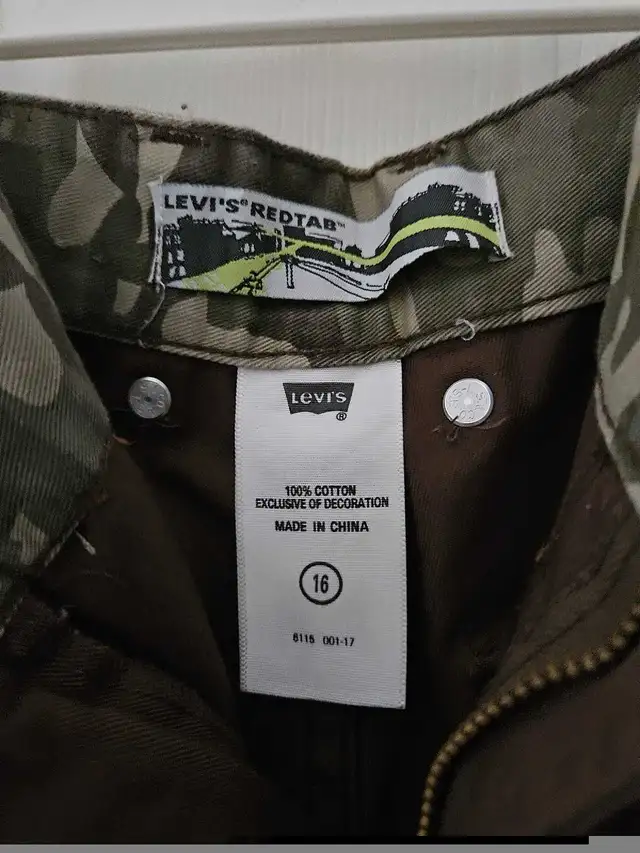 LEVI'S® REDTAB™
LEVI'S
®
100% COTTON
EXCLUSIVE OF DECORATION
MADE IN CHINA
16
6115 001-17